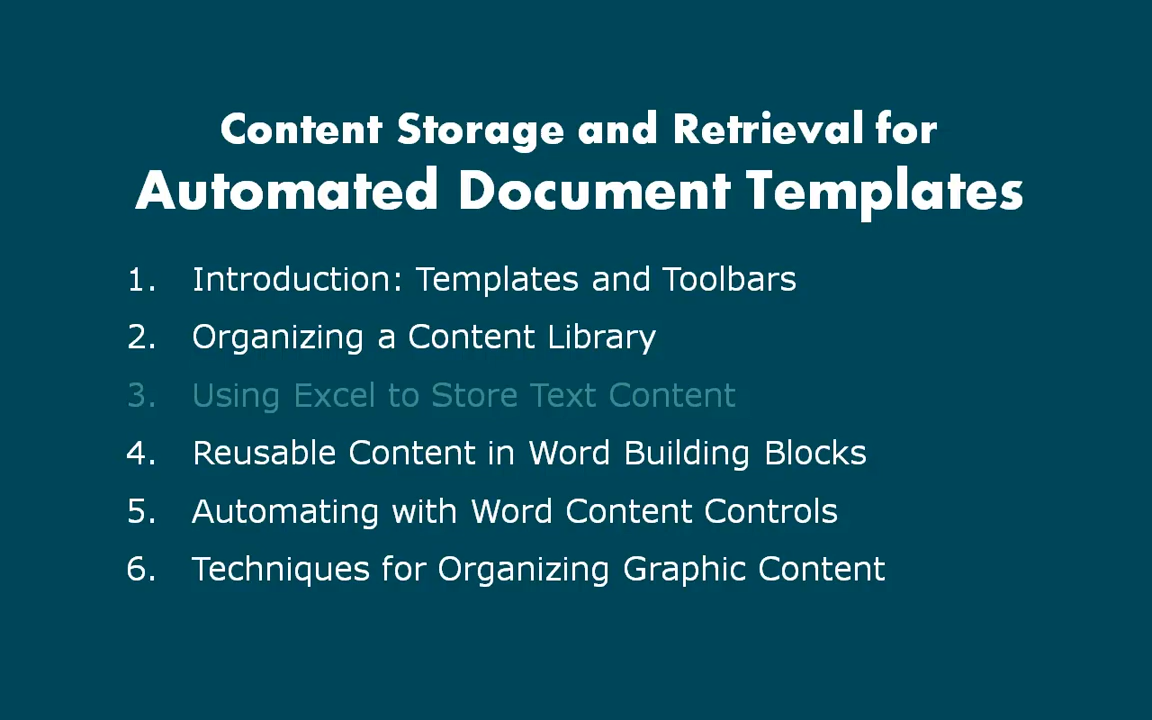 Content Storage and Retrieval for
Automated Document Templates
1. Introduction: Templates and Toolbars
2. Organizing a Content Library
3. Using Excel to Store Text Content
4. Reusable Content in Word Building Blocks
5. Automating with Word Content Controls
6. Techniques for Organizing Graphic Content